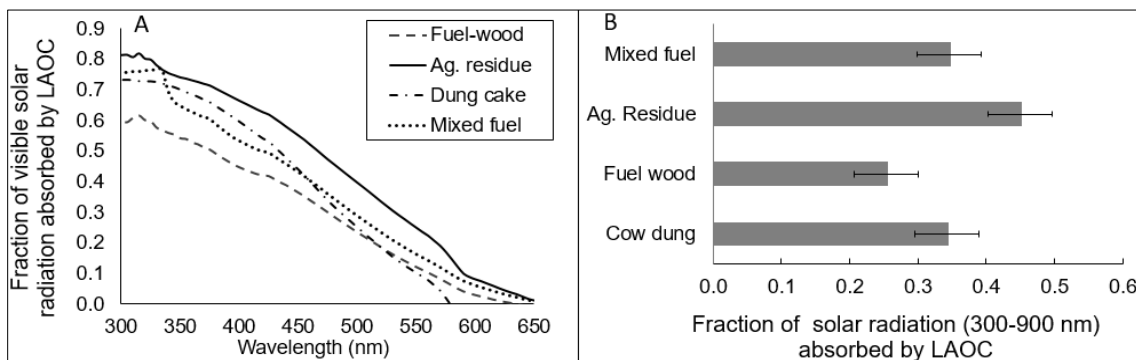 A
Fraction of visible solar
radiation absorbed by LAOC
0.9
0.8
0.7
0.6
0.5
0.4
0.3
0.2
0.1
0.0
Fuel-wood
Ag. residue
Dung cake
Mixed fuel
300 350 400 450 500 550 600 650
Wavelength (nm)
B
Mixed fuel
Ag. Residue
Fuel wood
Cow dung
0.0 0.1 0.2 0.3 0.4 0.5 0.6
Fraction of solar radiation (300-900 nm)
absorbed by LAOC